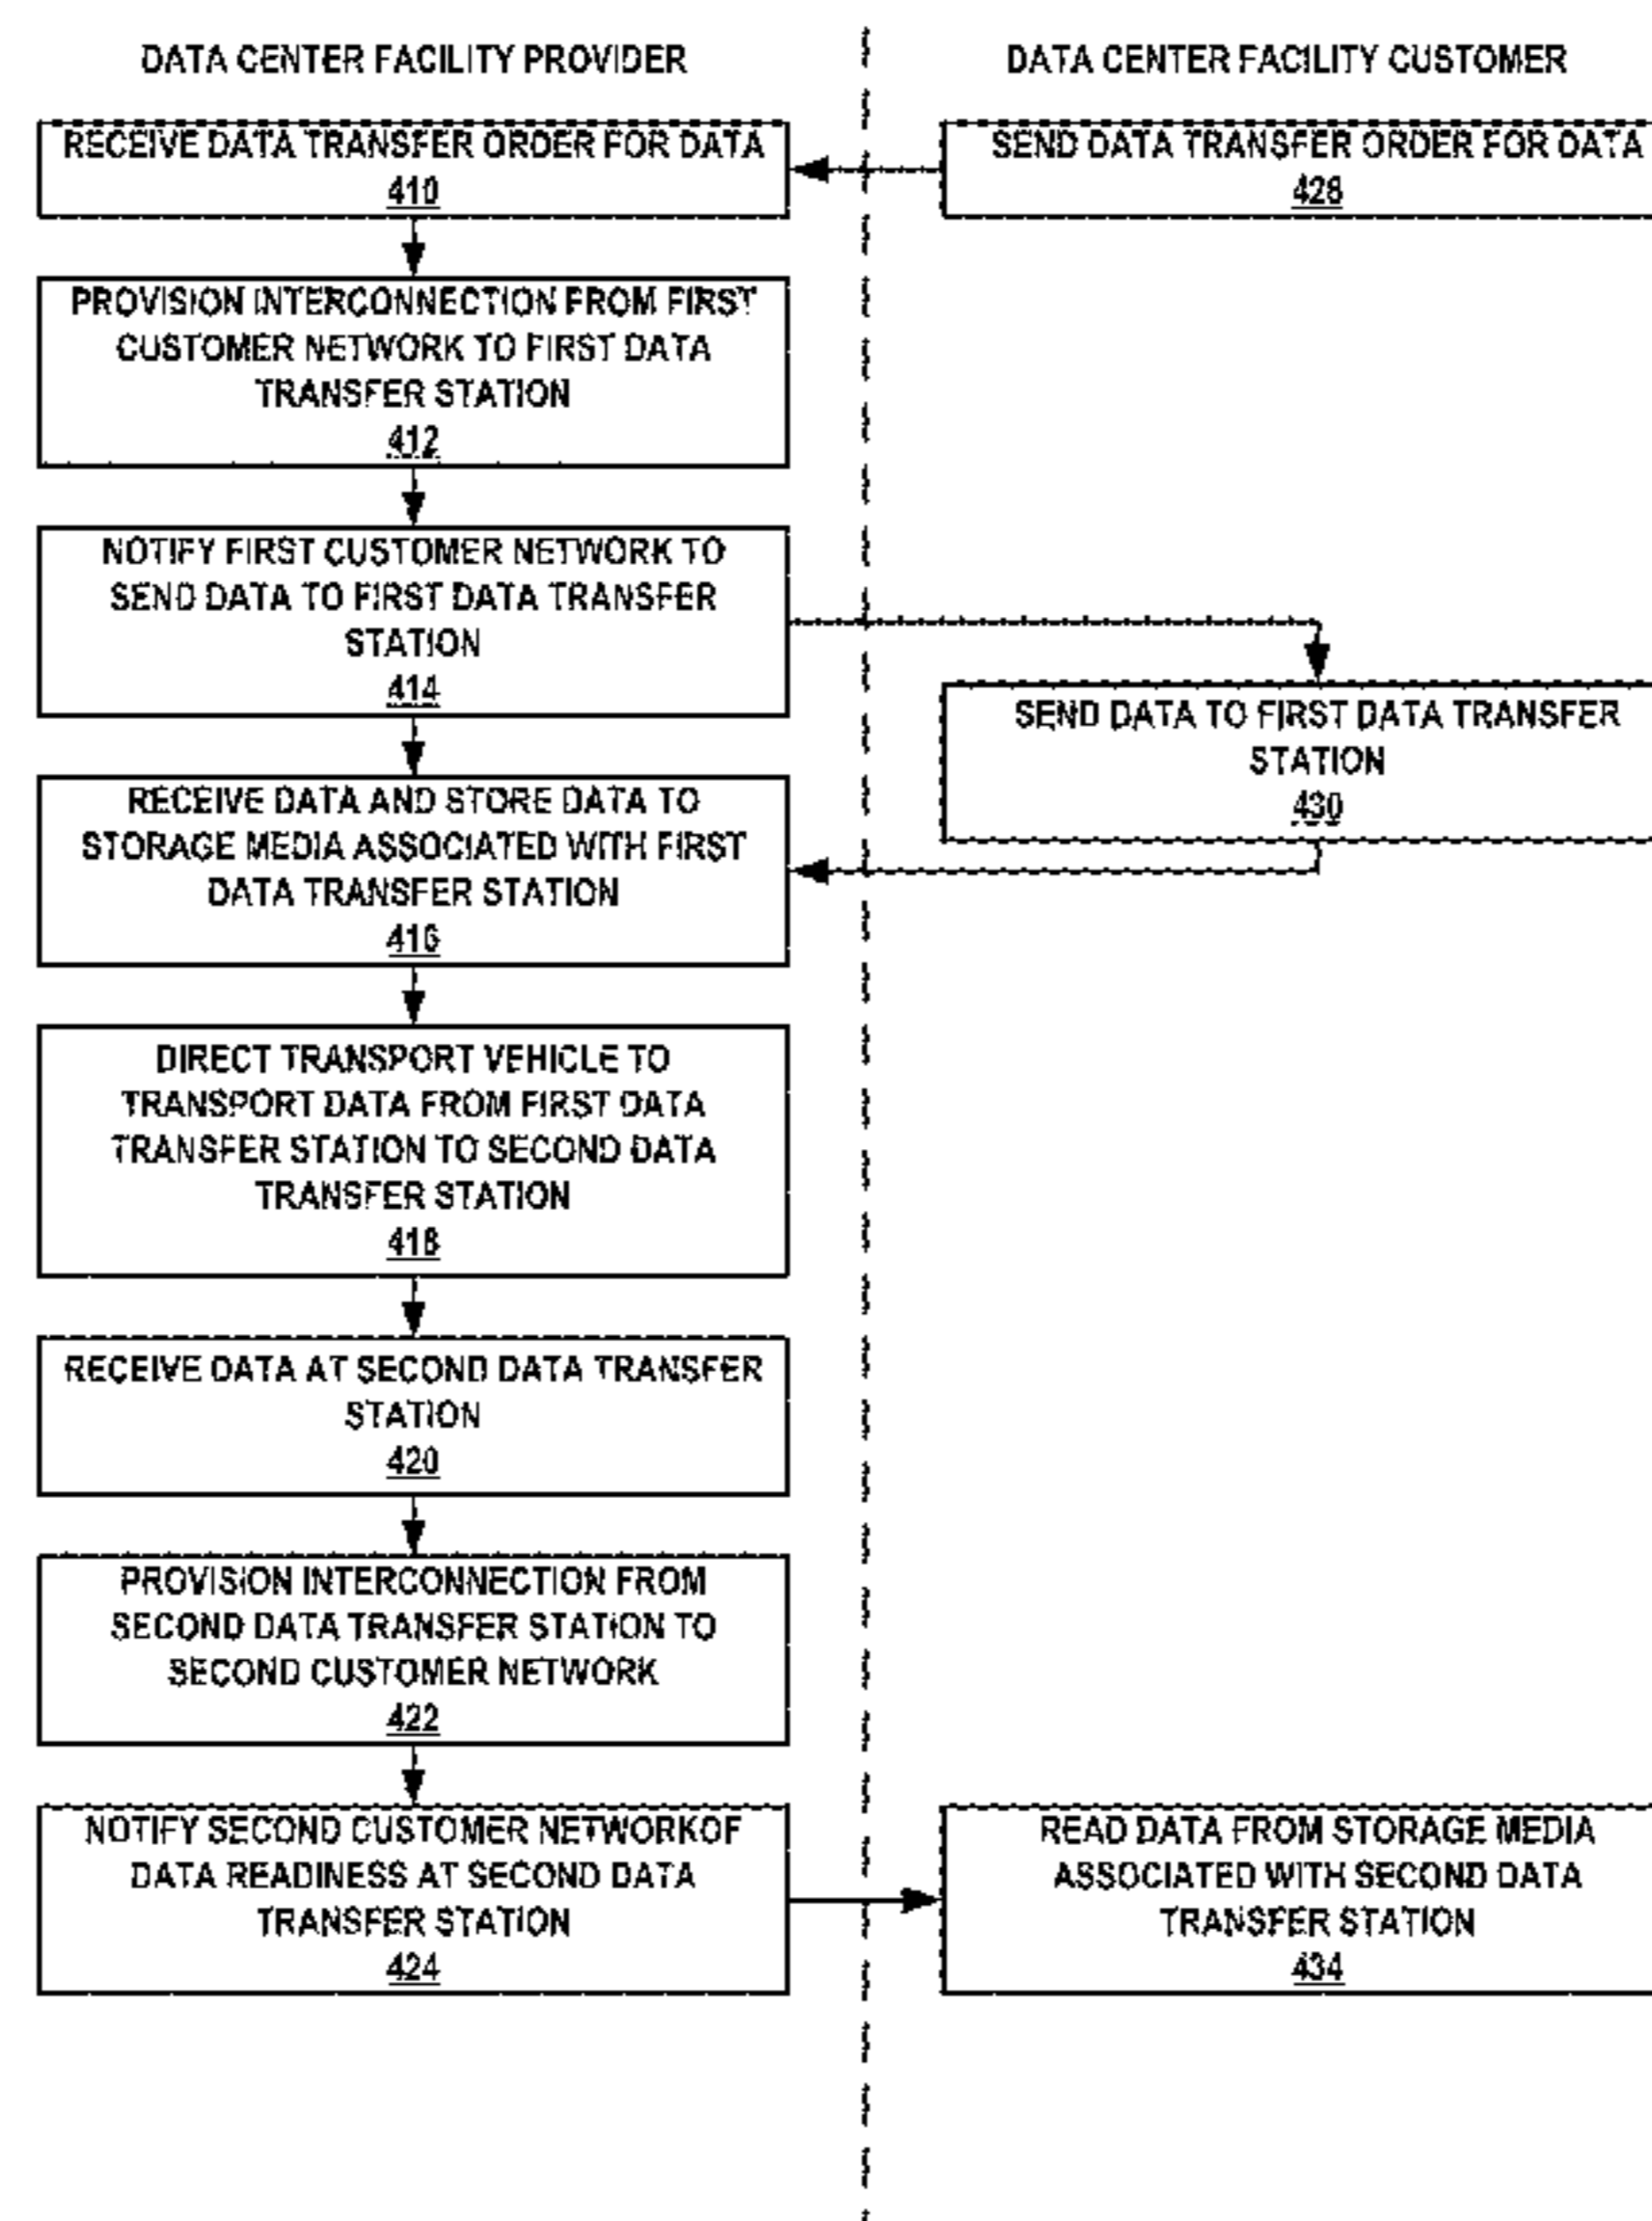 DATA CENTER FACILITY PROVIDER
DATA CENTER FACILITY CUSTOMER
RECEIVE DATA TRANSFER ORDER FOR DATA
410
SEND DATA TRANSFER ORDER FOR DATA
428
PROVISION INTERCONNECTION FROM FIRST
CUSTOMER NETWORK TO FIRST DATA
TRANSFER STATION
412
NOTIFY FIRST CUSTOMER NETWORK TO
SEND DATA TO FIRST DATA TRANSFER
STATION
414
SEND DATA TO FIRST DATA TRANSFER
STATION
430
RECEIVE DATA AND STORE DATA TO
STORAGE MEDIA ASSOCIATED WITH FIRST
DATA TRANSFER STATION
416
DIRECT TRANSPORT VEHICLE TO
TRANSPORT DATA FROM FIRST DATA
TRANSFER STATION TO SECOND DATA
TRANSFER STATION
418
RECEIVE DATA AT SECOND DATA TRANSFER
STATION
420
PROVISION INTERCONNECTION FROM
SECOND DATA TRANSFER STATION TO
SECOND CUSTOMER NETWORK
422
NOTIFY SECOND CUSTOMER NETWORKOF
DATA READINESS AT SECOND DATA
TRANSFER STATION
424
READ DATA FROM STORAGE MEDIA
ASSOCIATED WITH SECOND DATA
TRANSFER STATION
434